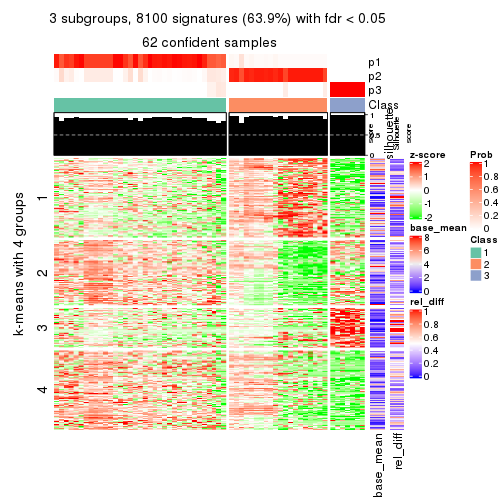 3 subgroups, 8100 signatures (63.9%) with fdr < 0.05
62 confident samples
p1
p2
p3
Class
1
0.5
0
silhouette
score
Silhouette
score
k-means with 4 groups
1
2
3
4
base_mean
rel_diff
z-score
2
1
0
-1
-2
base_mean
8
6
4
2
0
rel_diff
1
0.8
0.6
0.4
0.2
0
Prob
1
0.8
0.6
0.4
0.2
0
Class
1
2
3